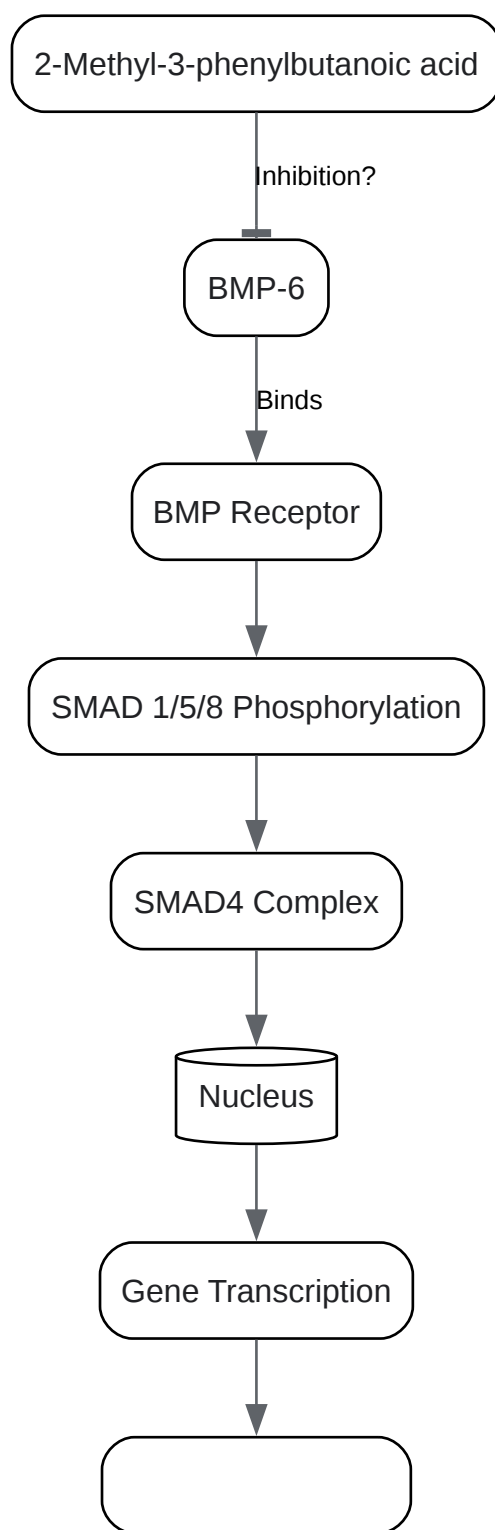 2-Methyl-3-phenylbutanoic acid
Inhibition?
BMP-6
Binds
BMP Receptor
SMAD 1/5/8 Phosphorylation
SMAD4 Complex
Nucleus
Gene Transcription